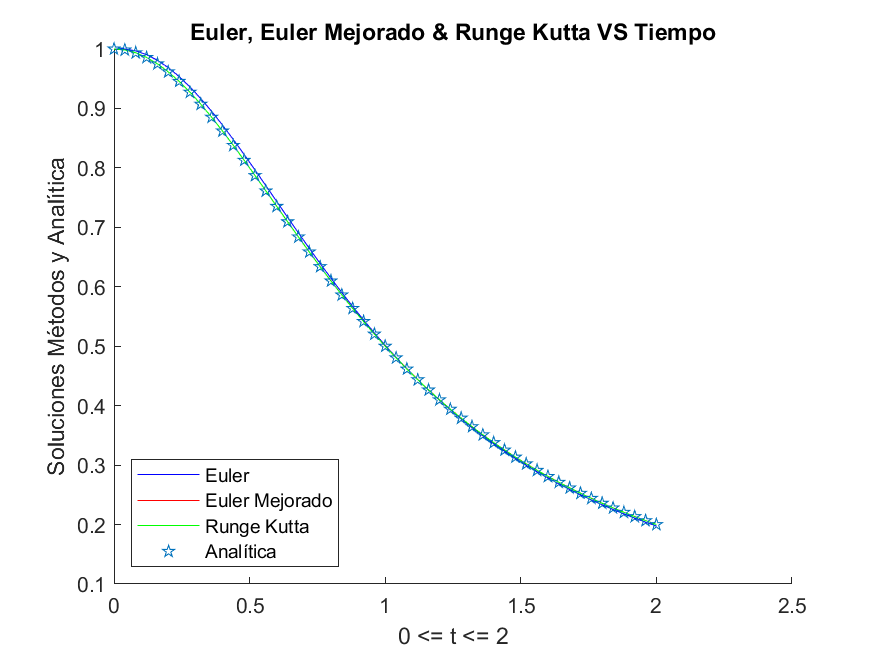 Euler, Euler Mejorado & Runge Kutta VS Tiempo
Soluciones Métodos y Analítica
1
0.9
0.8
0.7
0.6
0.5
0.4
0.3
0.2
0.1
Euler
Euler Mejorado
Runge Kutta
Analítica
0 0.5 1 1.5 2 2.5
0 <= t <= 2